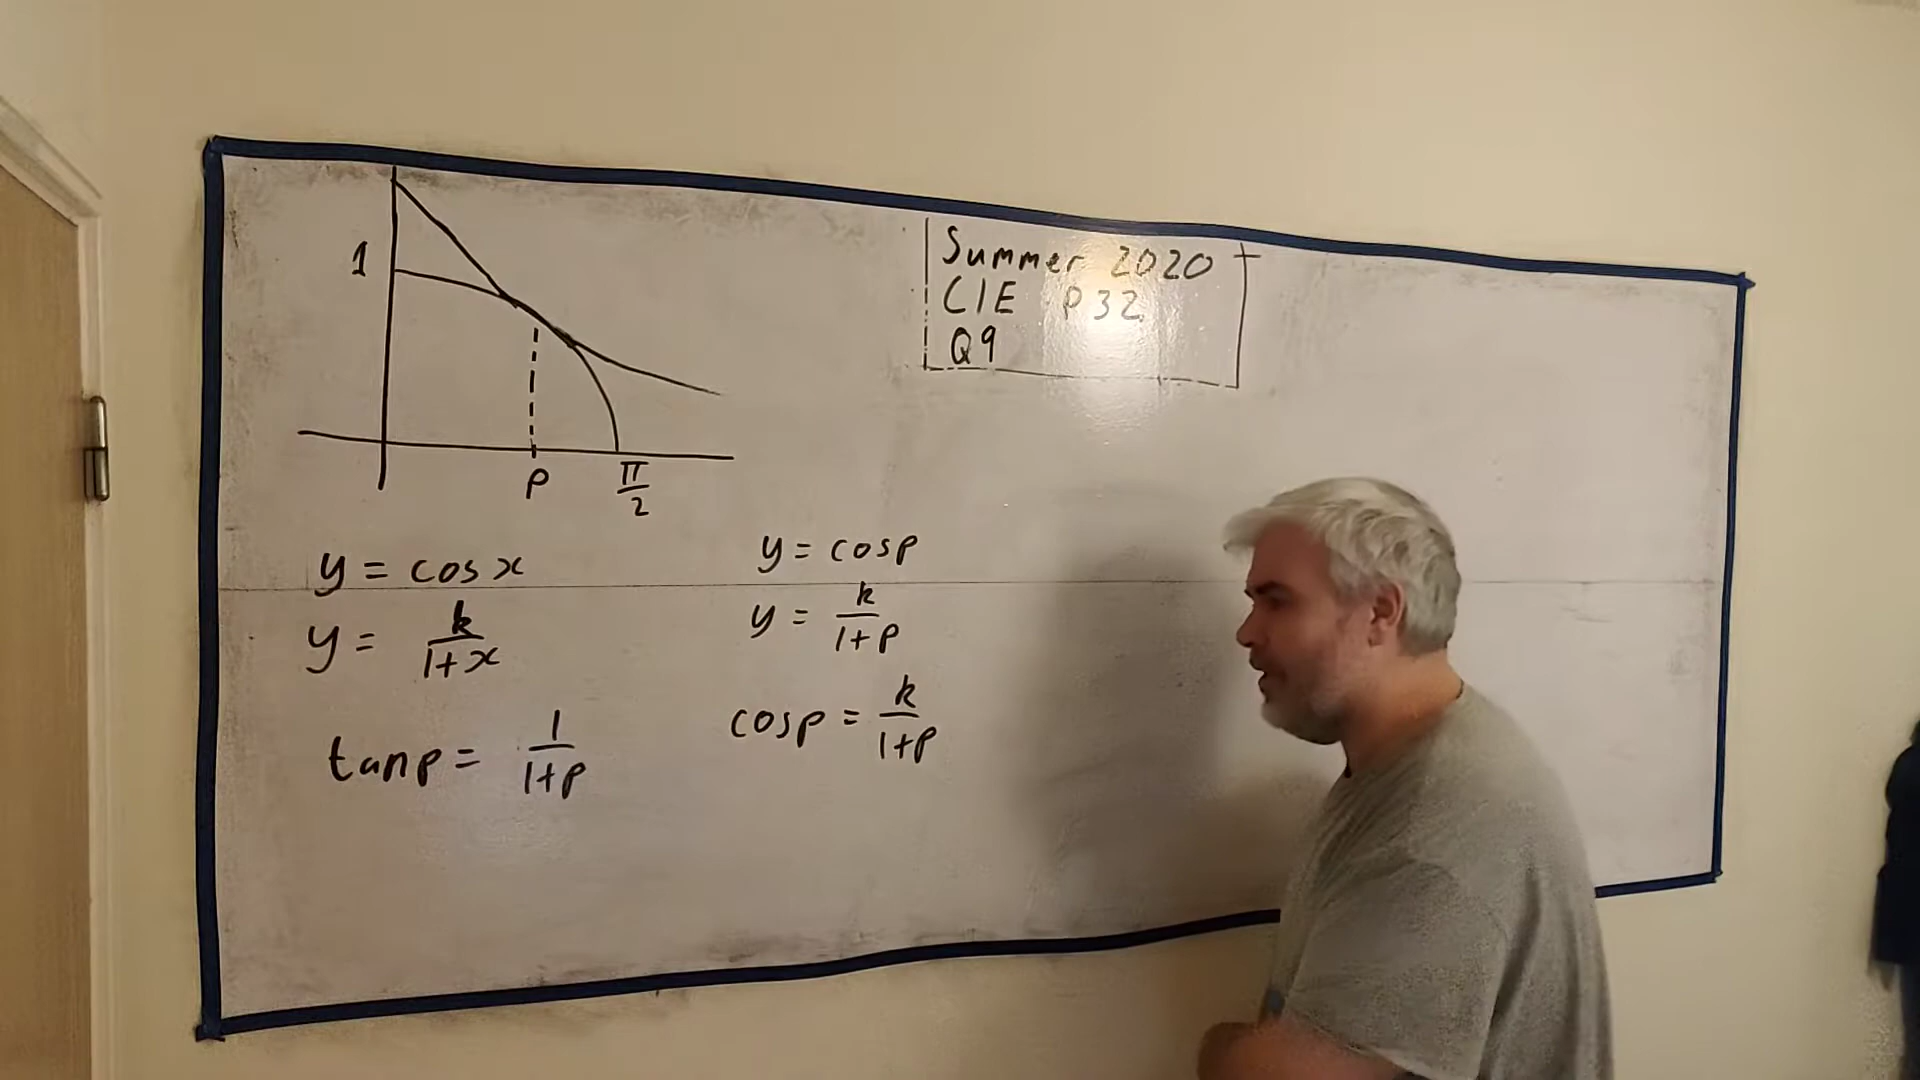 1
p
π/2
Summer 2020
CIE P32
Q9
y = cos x
y = k/(1+x)
tan p = 1/(1+p)
y = cos p
y = k/(1+p)
cos p = k/(1+p)